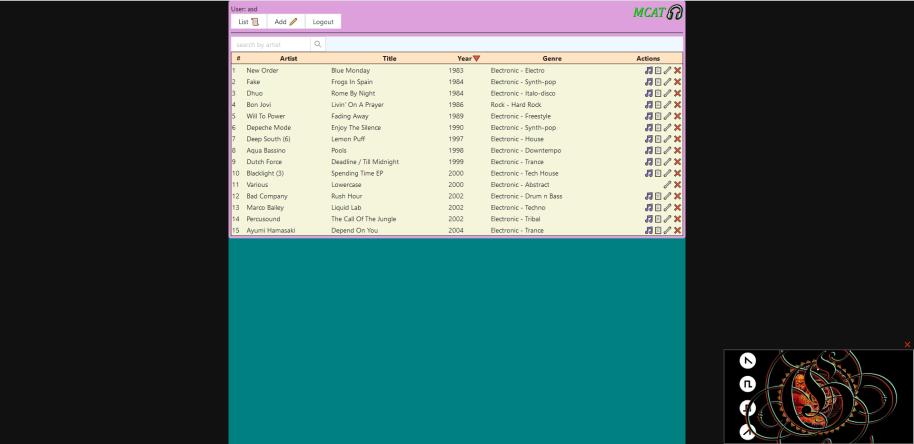 User: asd
MCAT
List Add Logout
search by artist
# Artist Title Year Genre Actions
1 New Order Blue Monday 1983 Electronic - Electro
2 Fake Frogs In Spain 1984 Electronic - Synth-pop
3 Dhuo Rome By Night 1984 Electronic - Italo-disco
4 Bon Jovi Livin' On A Prayer 1986 Rock - Hard Rock
5 Will To Power Fading Away 1989 Electronic - Freestyle
6 Depeche Mode Enjoy The Silence 1990 Electronic - Synth-pop
7 Deep South (6) Lemon Puff 1997 Electronic - House
8 Aqua Bassino Pools 1998 Electronic - Downtempo
9 Dutch Force Deadline / Till Midnight 1999 Electronic - Trance
10 Blacklight (3) Spending Time EP 2000 Electronic - Tech House
11 Various Lowercase 2000 Electronic - Abstract
12 Bad Company Rush Hour 2002 Electronic - Drum n Bass
13 Marco Bailey Liquid Lab 2002 Electronic - Techno
14 Percusound The Call Of The Jungle 2002 Electronic - Tribal
15 Ayumi Hamasaki Depend On You 2004 Electronic - Trance